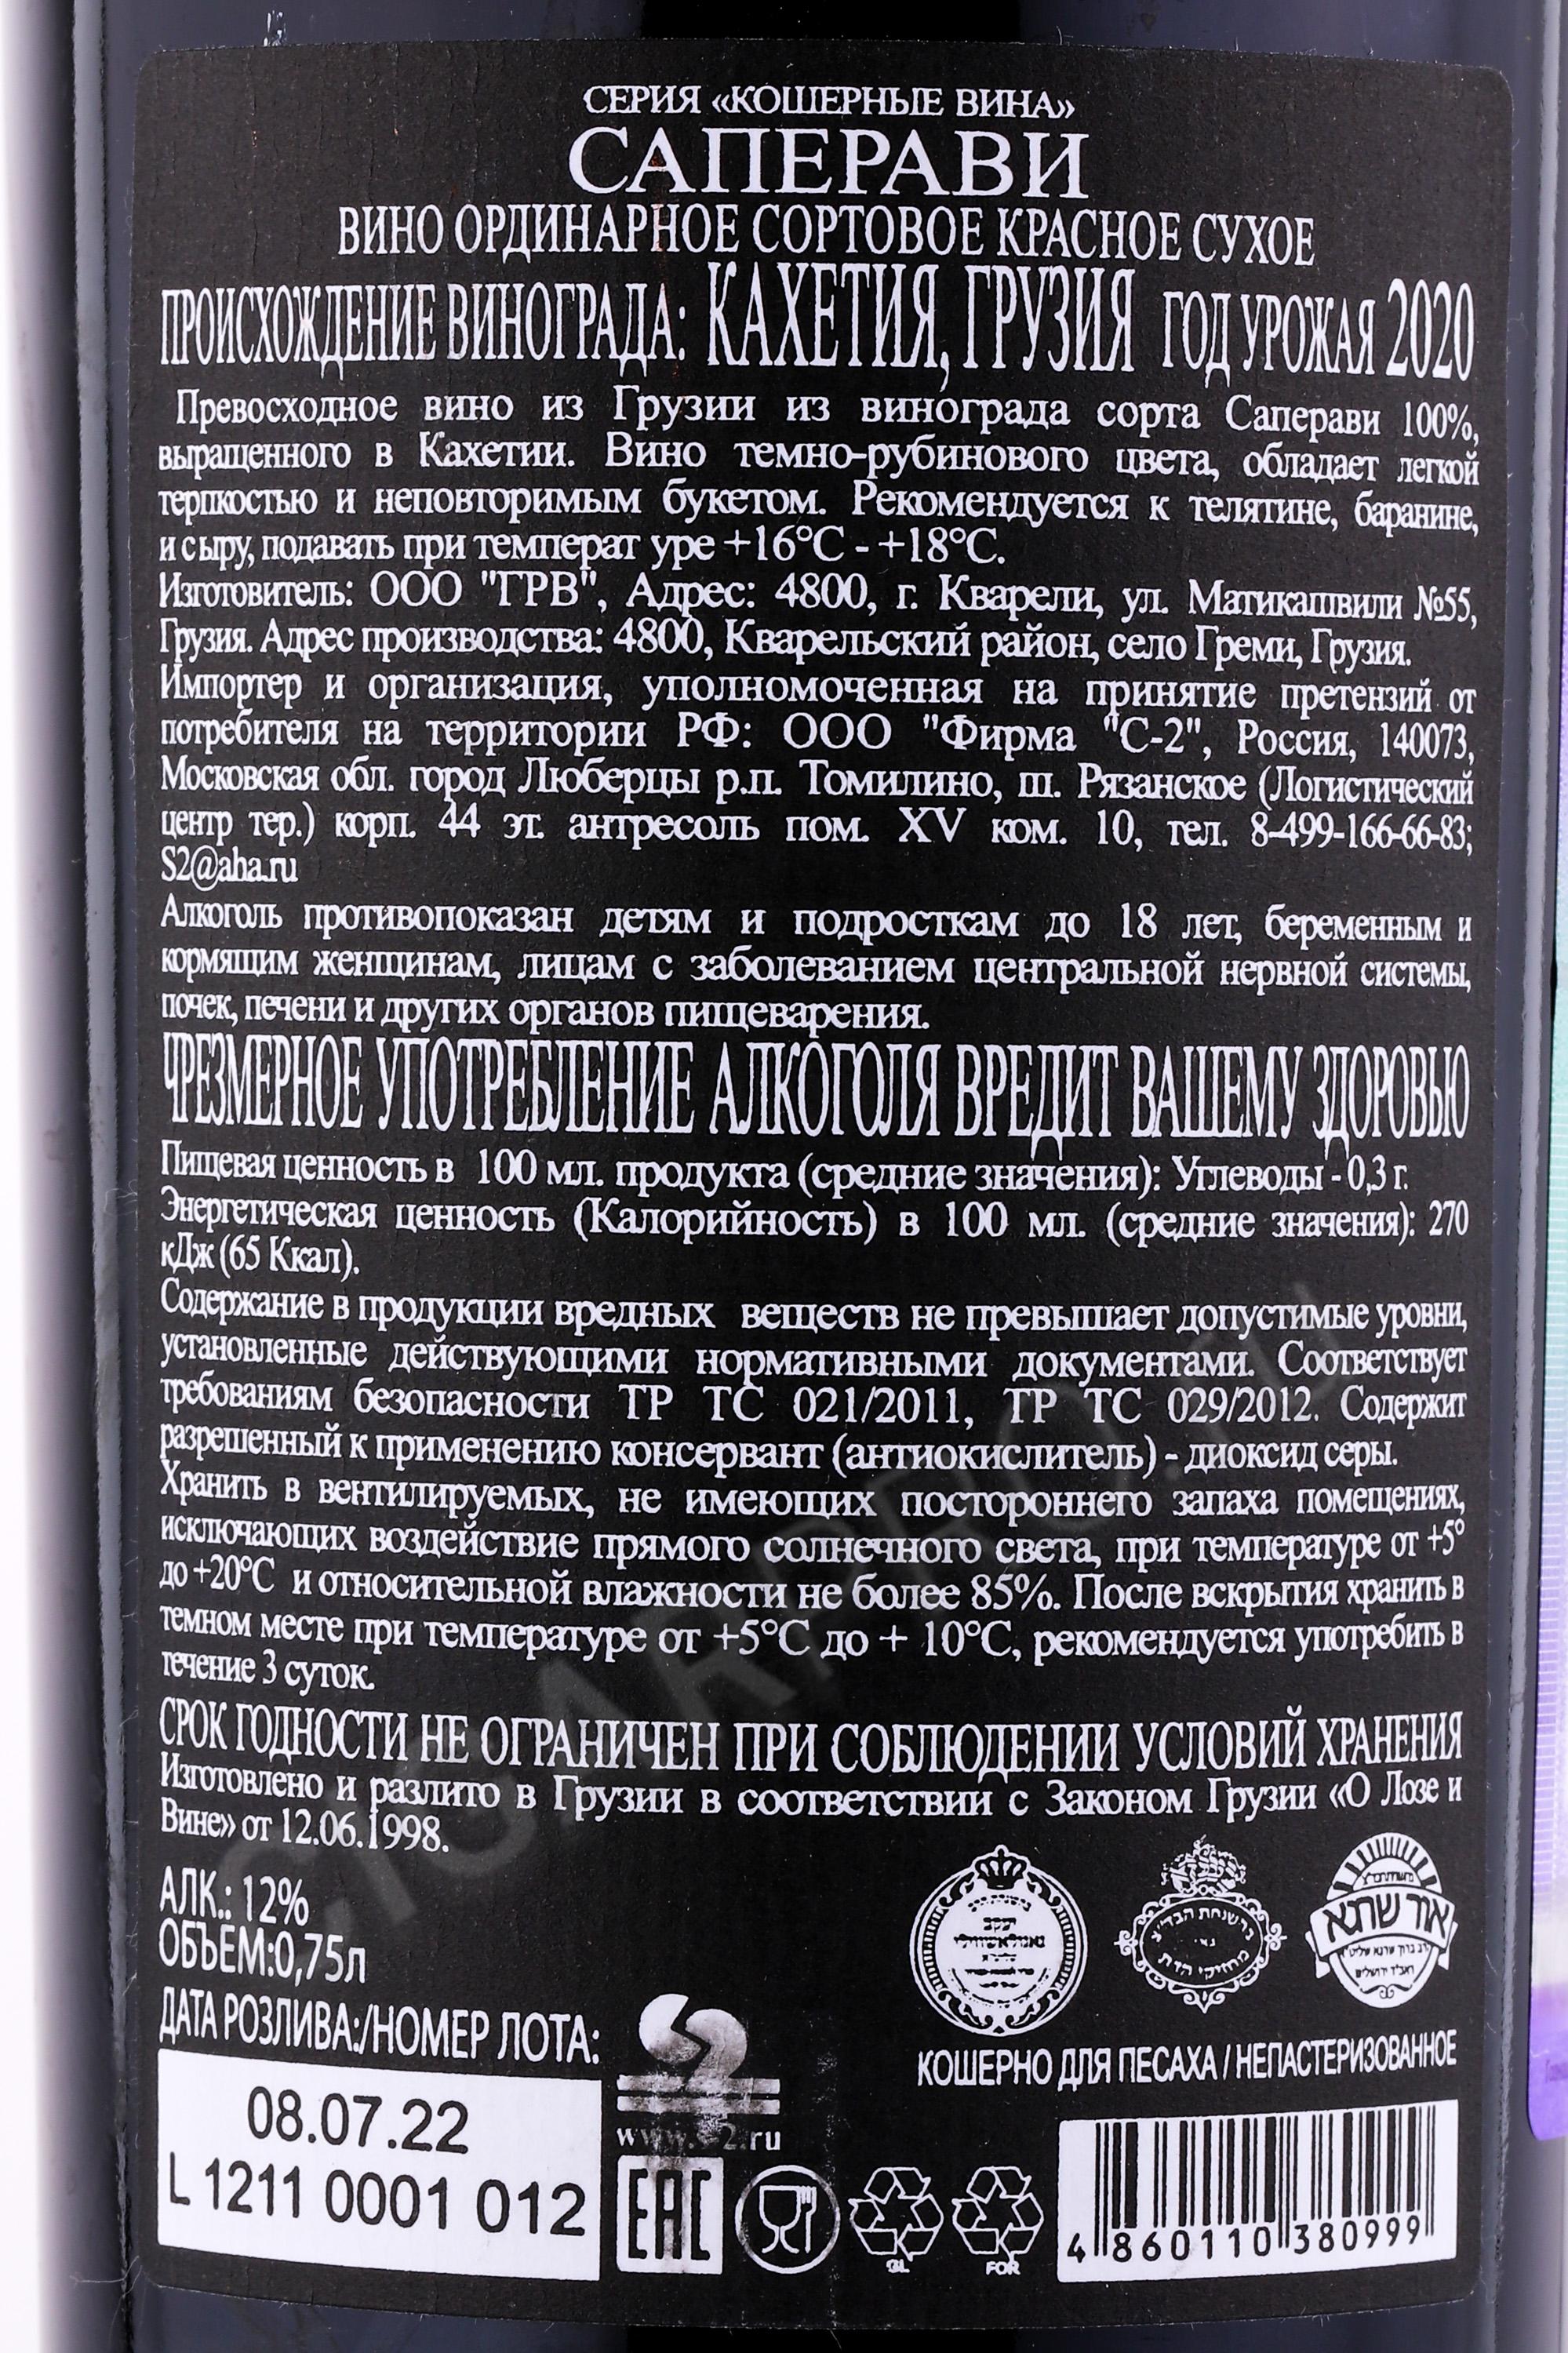 СЕРИЯ «КОШЕРНЫЕ ВИНА»
САПЕРАВИ
ВИНО ОРДИНАРНОЕ СОРТОВОЕ КРАСНОЕ СУХОЕ
ПРОИСХОЖДЕНИЕ ВИНОГРАДА: КАХЕТИЯ, ГРУЗИЯ ГОД УРОЖАЯ 2020
Превосходное вино из Грузии из винограда сорта Саперави 100%,
выращенного в Кахетии. Вино темно-рубинового цвета, обладает легкой
терпкостью и неповторимым букетом. Рекомендуется к телятине, баранине,
и сыру, подавать при температ уре +16°С - +18°С.
Изготовитель: ООО "ГРВ", Адрес: 4800, г. Кварели, ул. Матикашвили №55,
Грузия. Адрес производства: 4800, Кварельский район, село Греми, Грузия.
Импортер и организация, уполномоченная на принятие претензий от
потребителя на территории РФ: ООО "Фирма "С-2", Россия, 140073,
Московская обл. город Люберцы р.п. Томилино, ш. Рязанское (Логистический
центр тер.) корп. 44 эт. антресоль пом. XV ком. 10, тел. 8-499-166-66-83;
S2@aha.ru
Алкоголь противопоказан детям и подросткам до 18 лет, беременным и
кормящим женщинам, лицам с заболеванием центральной нервной системы,
почек, печени и других органов пищеварения.
ЧРЕЗМЕРНОЕ УПОТРЕБЛЕНИЕ АЛКОГОЛЯ ВРЕДИТ ВАШЕМУ ЗДОРОВЬЮ
Пищевая ценность в 100 мл. продукта (средние значения): Углеводы - 0,3 г.
Энергетическая ценность (Калорийность) в 100 мл. (средние значения): 270
кДж (65 Ккал).
Содержание в продукции вредных веществ не превышает допустимые уровни,
установленные действующими нормативными документами. Соответствует
требованиям безопасности ТР ТС 021/2011, ТР ТС 029/2012. Содержит
разрешенный к применению консервант (антиокислитель) - диоксид серы.
Хранить в вентилируемых, не имеющих постороннего запаха помещениях,
исключающих воздействие прямого солнечного света, при температуре от +5°
до +20°С и относительной влажности не более 85%. После вскрытия хранить в
темном месте при температуре от +5°С до + 10°С, рекомендуется употребить в
течение 3 суток.
СРОК ГОДНОСТИ НЕ ОГРАНИЧЕН ПРИ СОБЛЮДЕНИИ УСЛОВИЙ ХРАНЕНИЯ
Изготовлено и разлито в Грузии в соответствии с Законом Грузии «О Лозе и
Вине» от 12.06.1998.
АЛК.: 12%
ОБЪЕМ:0,75л
ДАТА РОЗЛИВА:/НОМЕР ЛОТА:
08.07.22
L 1211 0001 012
יעקב
מחזיקי הדת
אור שתא
КОШЕРНО ДЛЯ ПЕСАХА / НЕПАСТЕРИЗОВАННОЕ
EAC
GL
FOR
4 860110 380999
CIGARPRO.RU